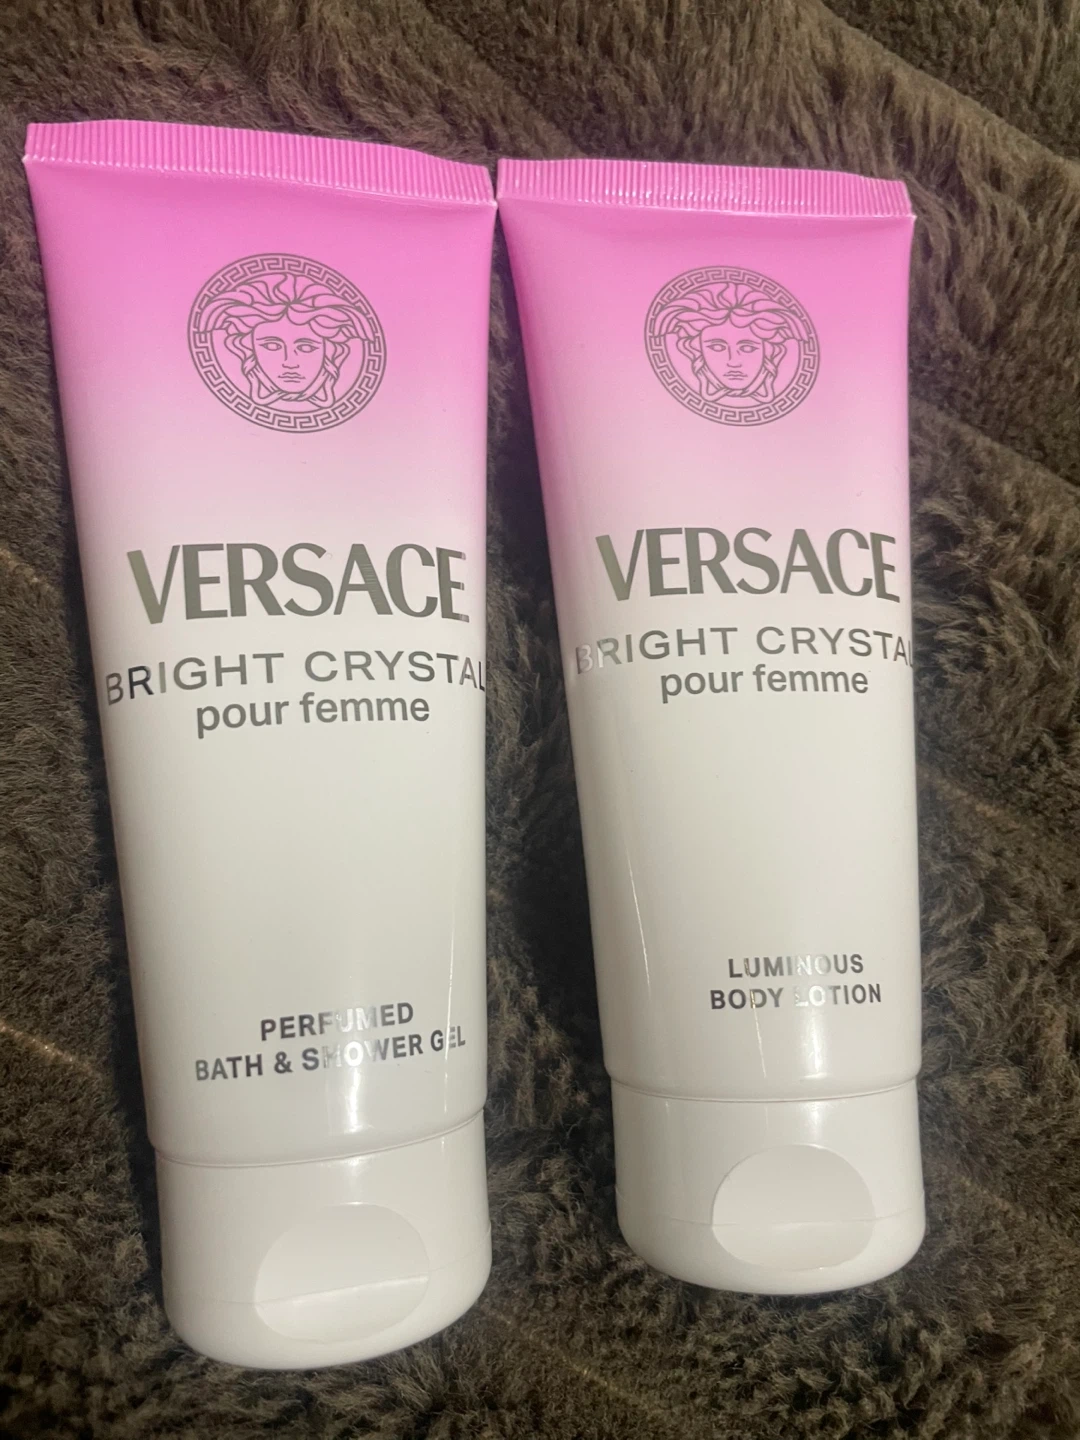 VERSACE
BRIGHT CRYSTAL
pour femme
PERFUMED
BATH & SHOWER GEL
VERSACE
BRIGHT CRYSTAL
pour femme
LUMINOUS
BODY LOTION